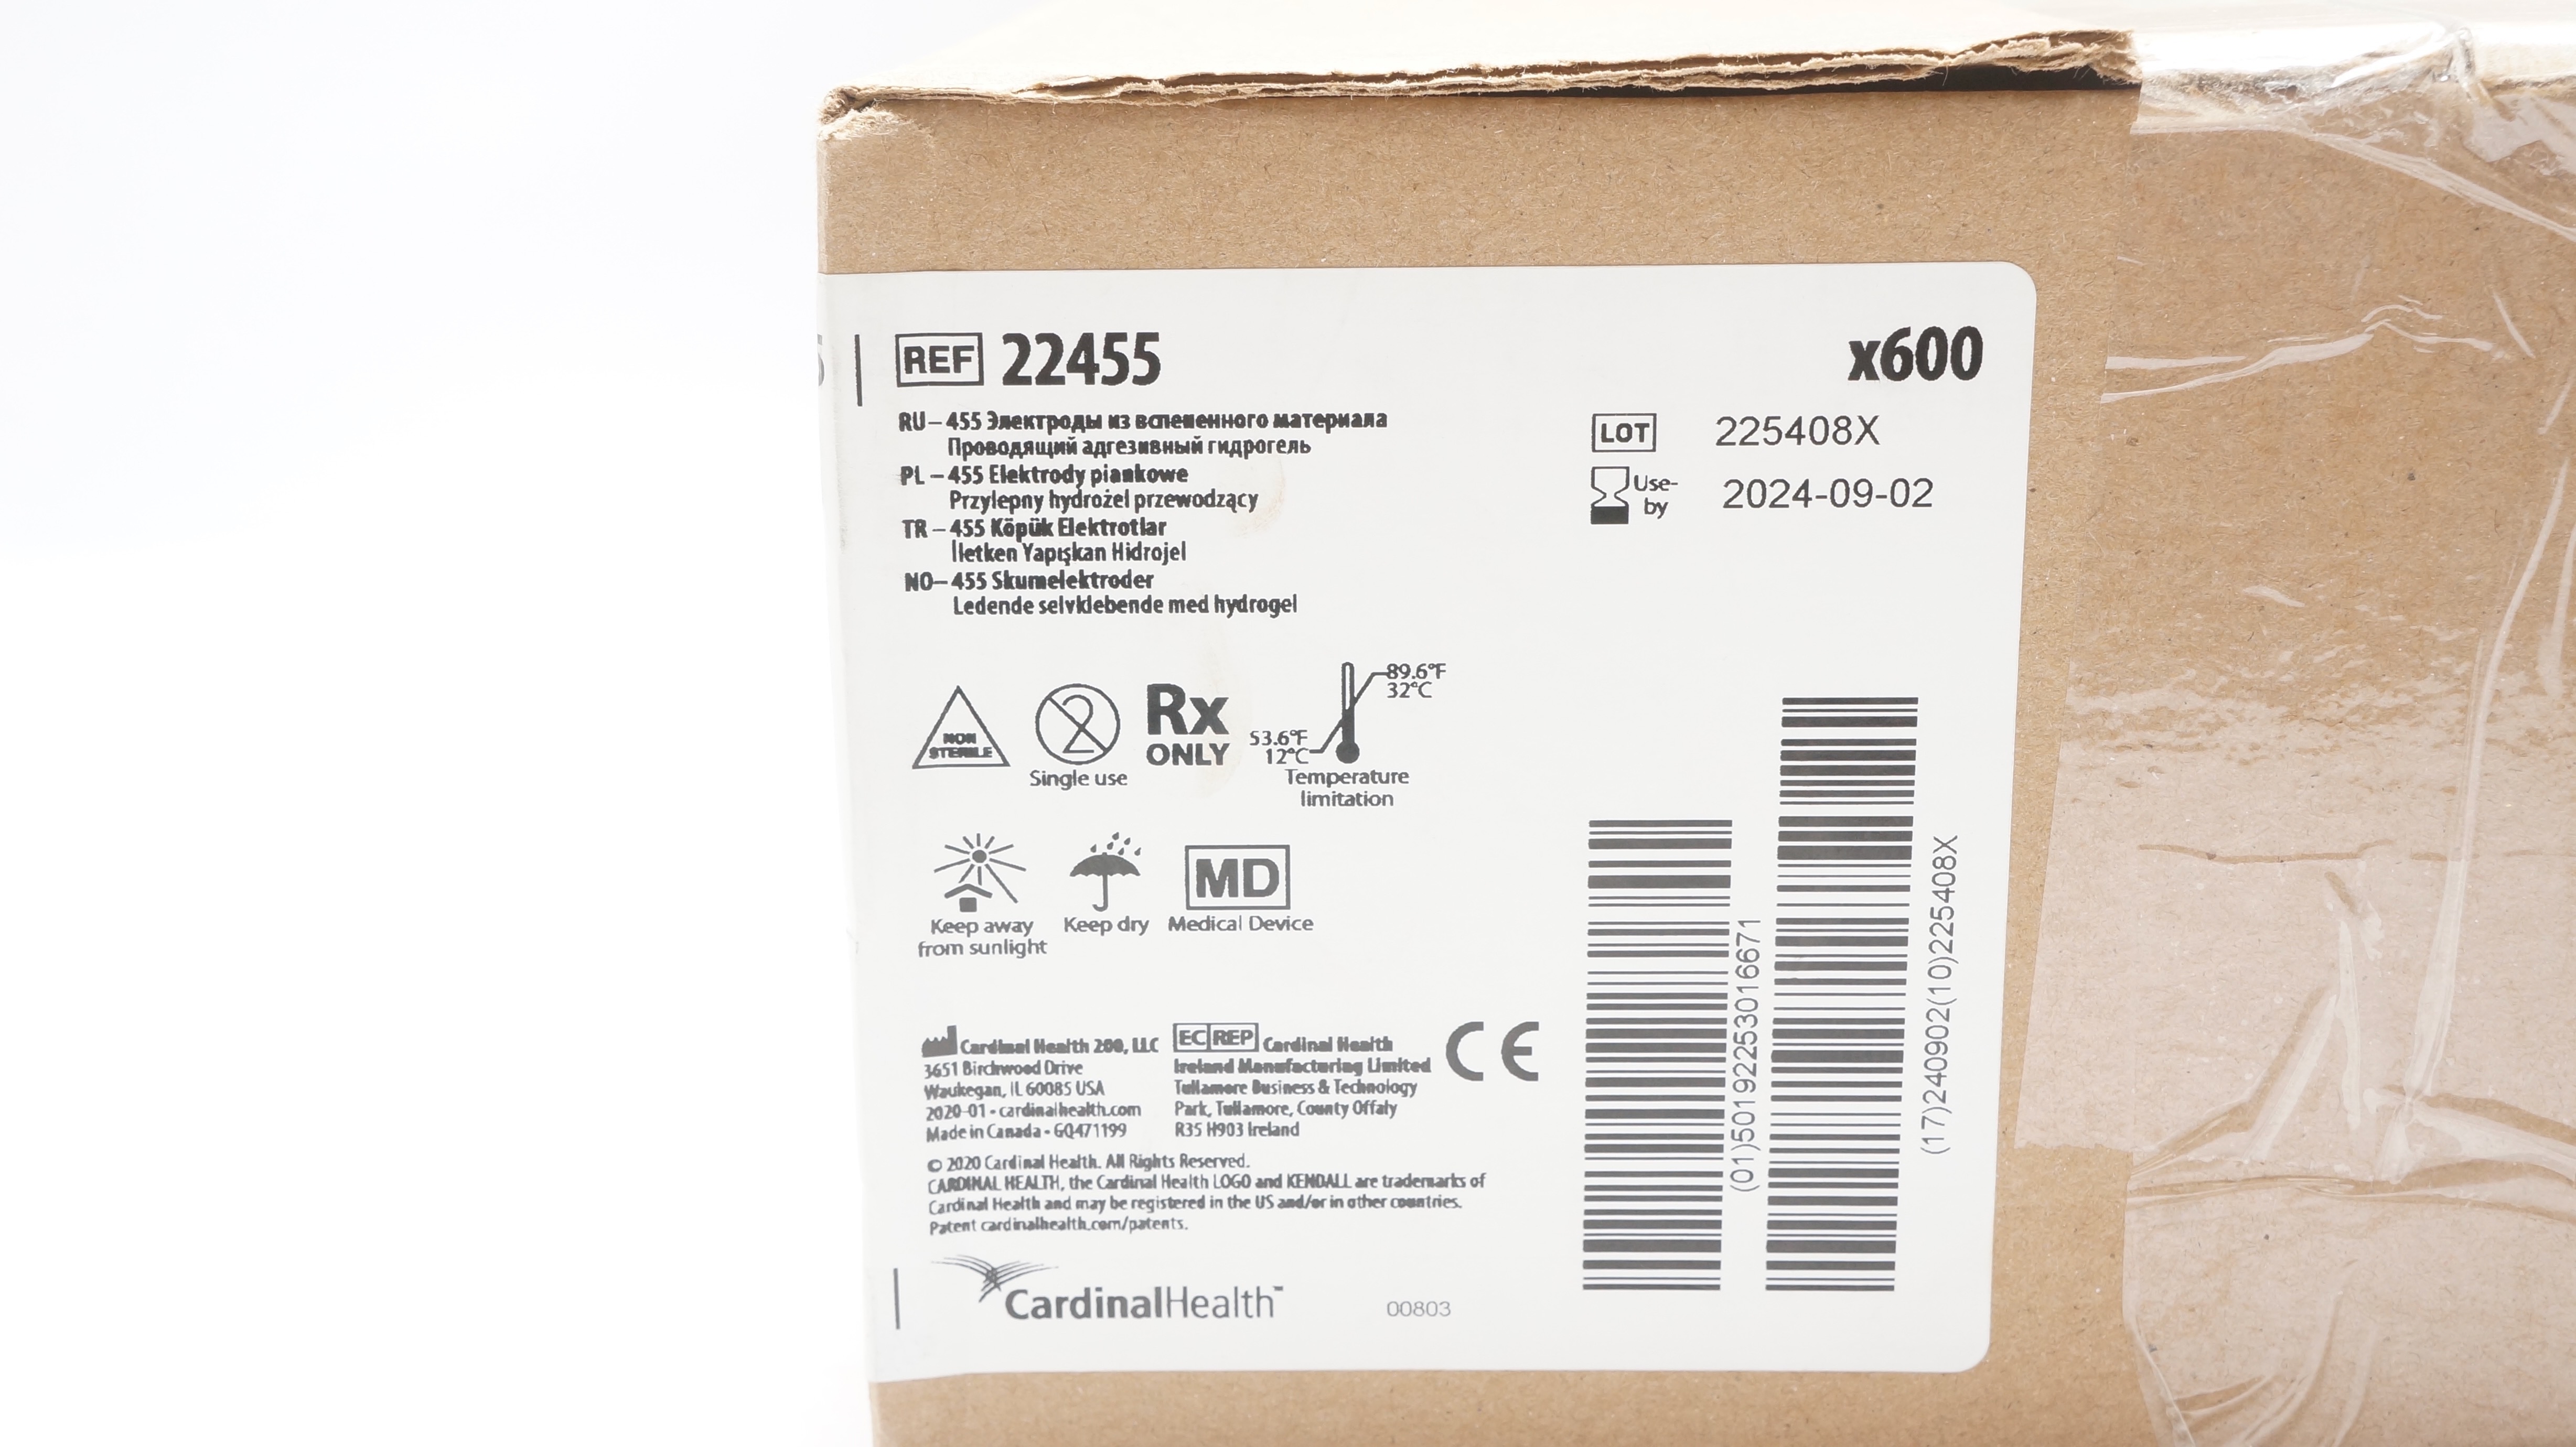 REF 22455
x600
RU – 455 Электроды из вспененного материала
Проводящий адгезивный гидрогель
PL – 455 Elektrody piankowe
Przylepny hydrożel przewodzący
TR – 455 Köpük Elektrotlar
İletken Yapışkan Hidrojel
NO – 455 Skumelektroder
Ledende selvklebende med hydrogel
LOT 225408X
Use-
by
2024-09-02
NON
STERILE
2
Single use
Rx
ONLY
89.6°F
32°C
53.6°F
12°C
Temperature
limitation
Keep away
from sunlight
Keep dry
MD
Medical Device
Cardinal Health 200, LLC
3651 Birchwood Drive
Waukegan, IL 60085 USA
2020-01 - cardinalhealth.com
Made in Canada - GQ471199
EC REP Cardinal Health
Ireland Manufacturing Limited
Tullamore Business & Technology
Park, Tullamore, County Offaly
R35 H903 Ireland
CE
© 2020 Cardinal Health. All Rights Reserved.
CARDINAL HEALTH, the Cardinal Health LOGO and KENDALL are trademarks of
Cardinal Health and may be registered in the US and/or in other countries.
Patent cardinalhealth.com/patents.
CardinalHealth™
00803
(01)50192253016671
(17)240902(10)225408X